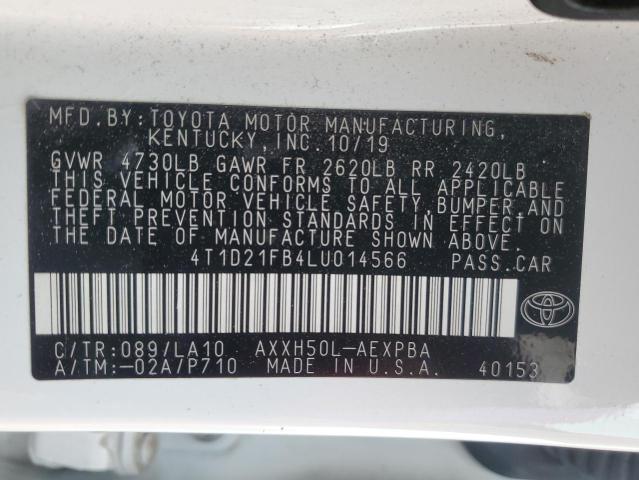 MFD. BY: TOYOTA MOTOR MANUFACTURING,
KENTUCKY, INC. 10/19
GVWR 4730LB GAWR FR 2620LB RR 2420LB
THIS VEHICLE CONFORMS TO ALL APPLICABLE
FEDERAL MOTOR VEHICLE SAFETY, BUMPER, AND
THEFT PREVENTION STANDARDS IN EFFECT ON
THE DATE OF MANUFACTURE SHOWN ABOVE.
4T1D21FB4LU014566 PASS. CAR
C/TR: 089/LA10 AXXH50L-AEXPBA
A/TM:-02A/P710 MADE IN U.S.A. 40153